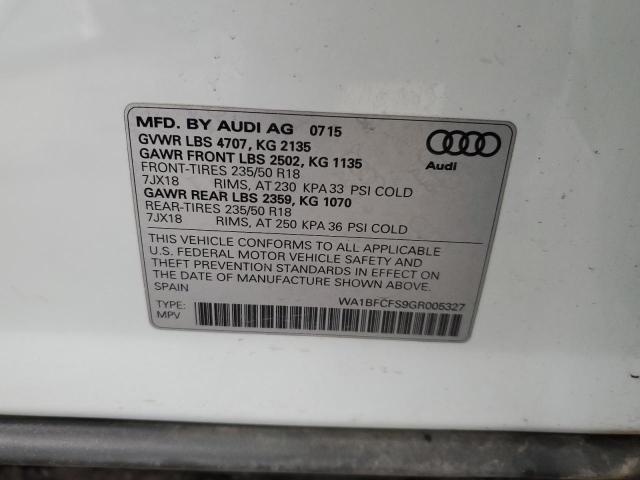 MFD. BY AUDI AG 0715
GVWR LBS 4707, KG 2135
GAWR FRONT LBS 2502, KG 1135
FRONT-TIRES 235/50 R18
7JX18 RIMS, AT 230 KPA 33 PSI COLD
GAWR REAR LBS 2359, KG 1070
REAR-TIRES 235/50 R18
7JX18 RIMS, AT 250 KPA 36 PSI COLD
THIS VEHICLE CONFORMS TO ALL APPLICABLE
U.S. FEDERAL MOTOR VEHICLE SAFETY AND
THEFT PREVENTION STANDARDS IN EFFECT ON
THE DATE OF MANUFACTURE SHOWN ABOVE.
SPAIN
WA1BFCFS9GR005327
TYPE:
MPV
Audi